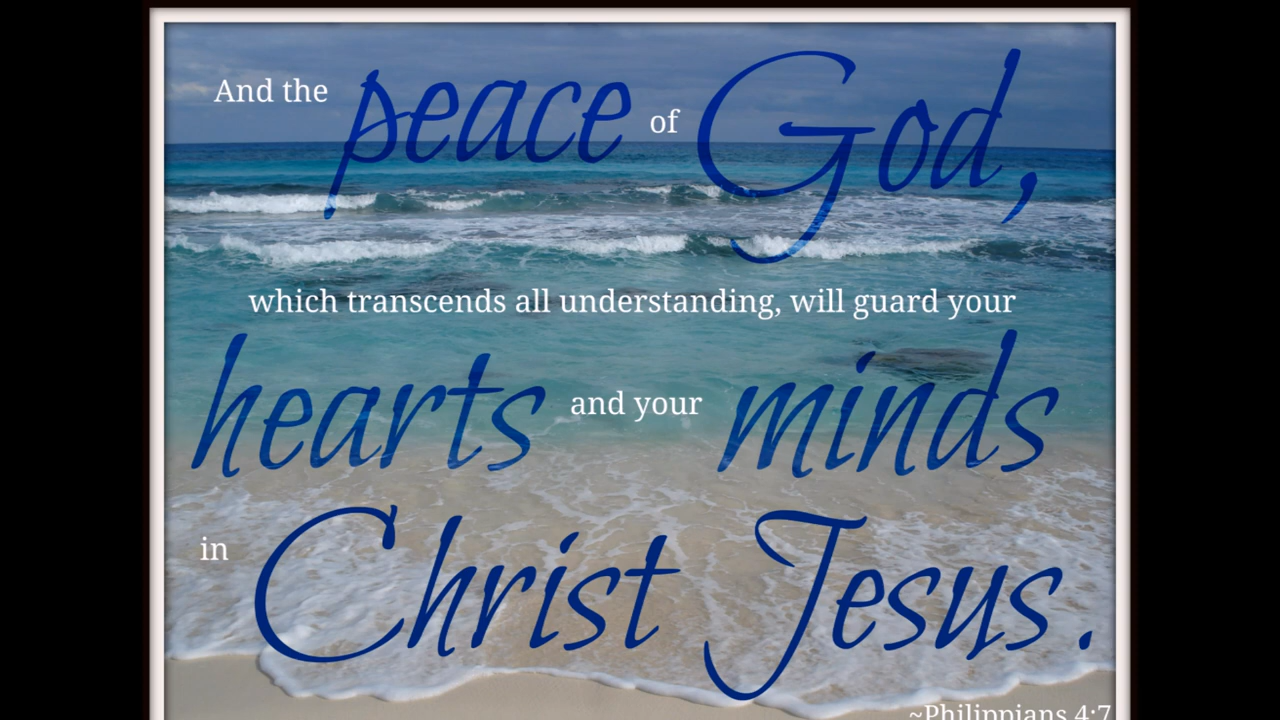 And the peace of God,
which transcends all understanding, will guard your
hearts and your minds
in Christ Jesus.
~Philippians 4:7